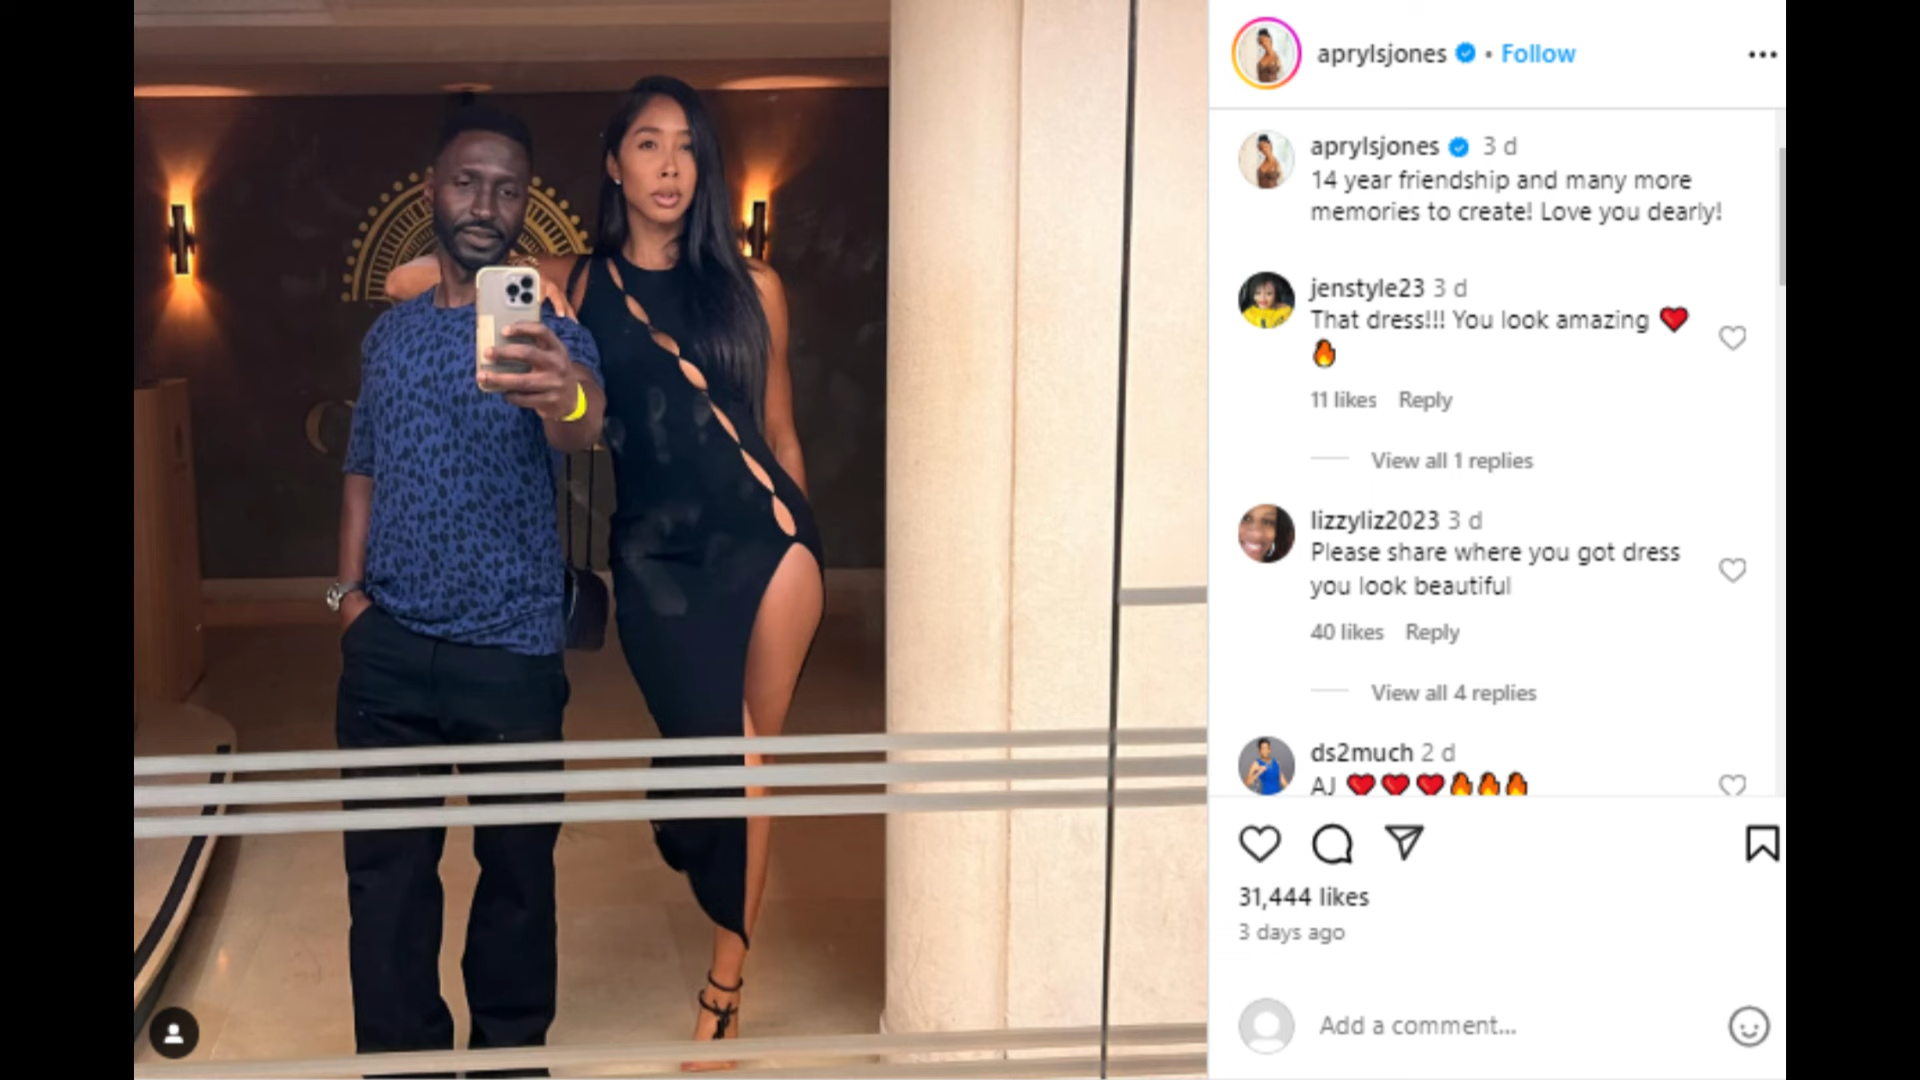 aprylsjones • Follow
aprylsjones 3 d
14 year friendship and many more
memories to create! Love you dearly!
jenstyle23 3 d
That dress!!! You look amazing ❤️
🔥
11 likes Reply
View all 1 replies
lizzyliz2023 3 d
Please share where you got dress
you look beautiful
40 likes Reply
View all 4 replies
ds2much 2 d
AJ ❤️❤️❤️🔥🔥🔥
31,444 likes
3 days ago
Add a comment...